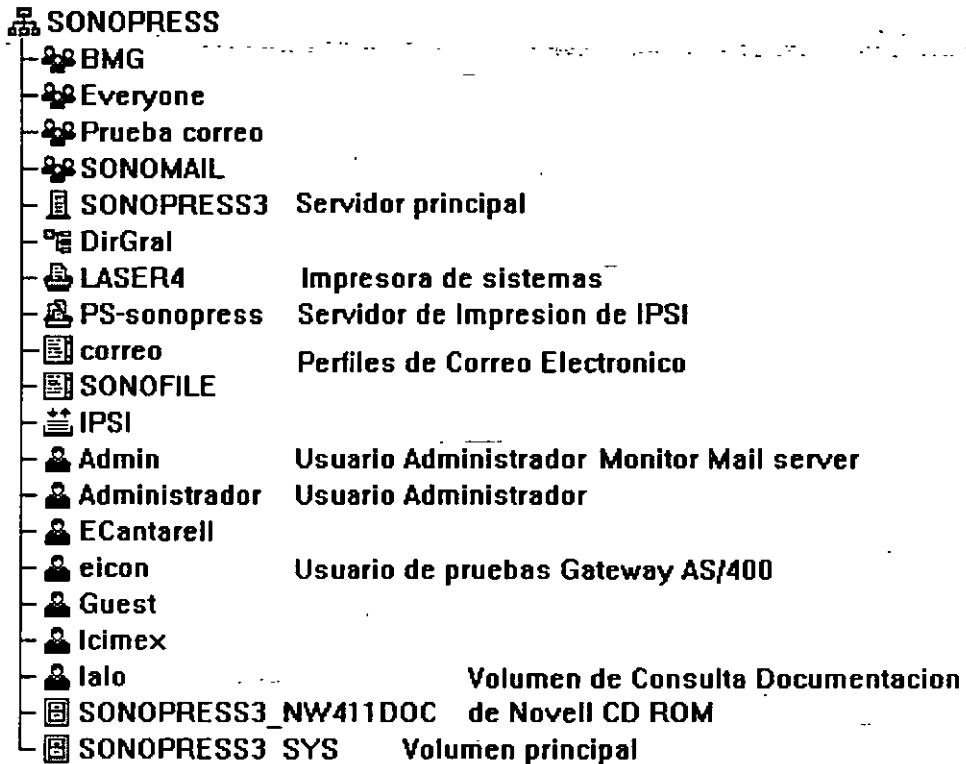 SONOPRESS
BMG
Everyone
Prueba correo
SONOMAIL
SONOPRESS3 Servidor principal
DirGral
LASER4 Impresora de sistemas
PS-sonopress Servidor de Impresion de IPSI
correo
Perfiles de Correo Electronico
SONOFILE
IPSI
Admin Usuario Administrador Monitor Mail server
Administrador Usuario Administrador
ECantarell
eicon Usuario de pruebas Gateway AS/400
Guest
Icimex
lalo Volumen de Consulta Documentacion
SONOPRESS3_NW411DOC de Novell CD ROM
SONOPRESS3_SYS Volumen principal